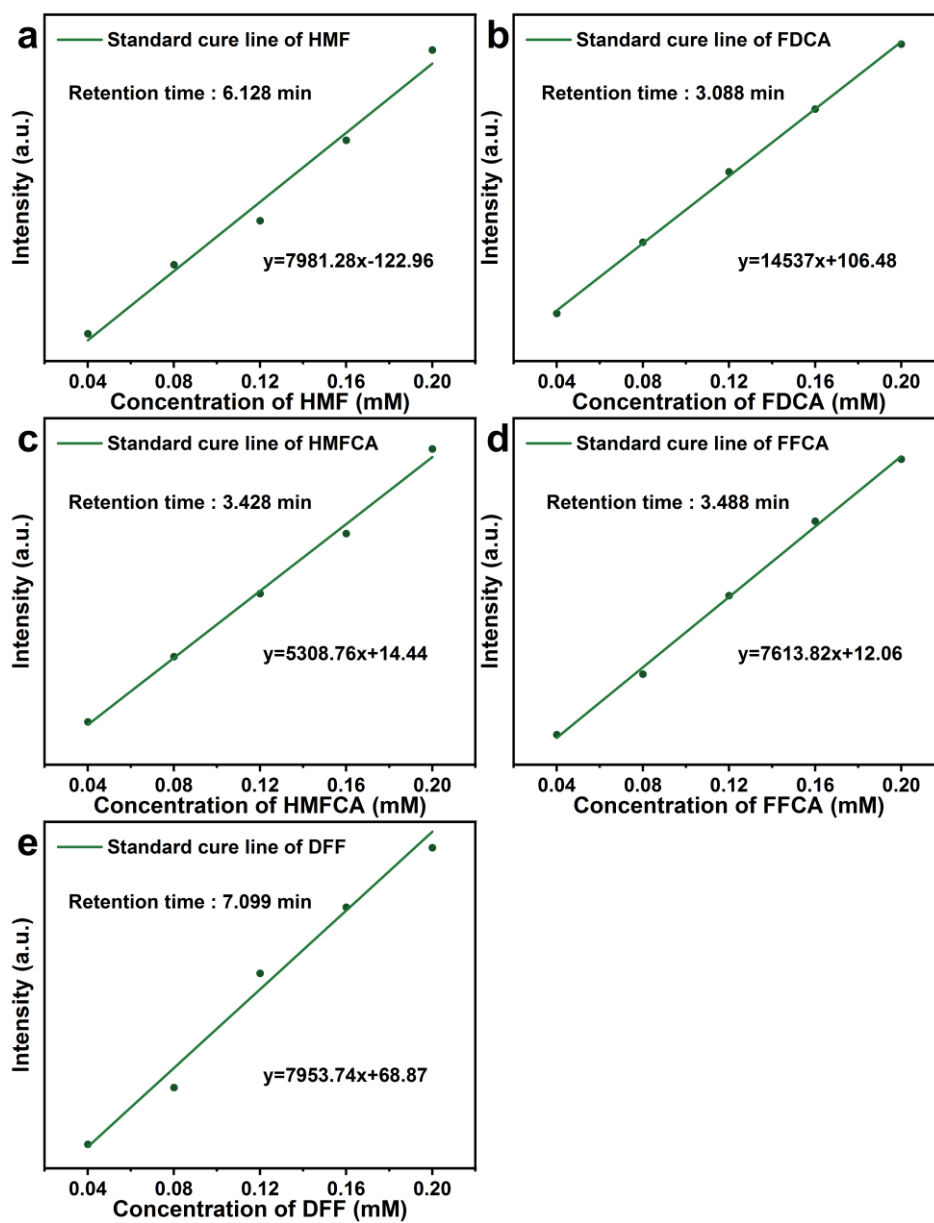 a
Standard cure line of HMF
Retention time : 6.128 min
y=7981.28x-122.96
Intensity (a.u.)
0.04 0.08 0.12 0.16 0.20
Concentration of HMF (mM)
b
Standard cure line of FDCA
Retention time : 3.088 min
y=14537x+106.48
Intensity (a.u.)
0.04 0.08 0.12 0.16 0.20
Concentration of FDCA (mM)
c
Standard cure line of HMFCA
Retention time : 3.428 min
y=5308.76x+14.44
Intensity (a.u.)
0.04 0.08 0.12 0.16 0.20
Concentration of HMFCA (mM)
d
Standard cure line of FFCA
Retention time : 3.488 min
y=7613.82x+12.06
Intensity (a.u.)
0.04 0.08 0.12 0.16 0.20
Concentration of FFCA (mM)
e
Standard cure line of DFF
Retention time : 7.099 min
y=7953.74x+68.87
Intensity (a.u.)
0.04 0.08 0.12 0.16 0.20
Concentration of DFF (mM)